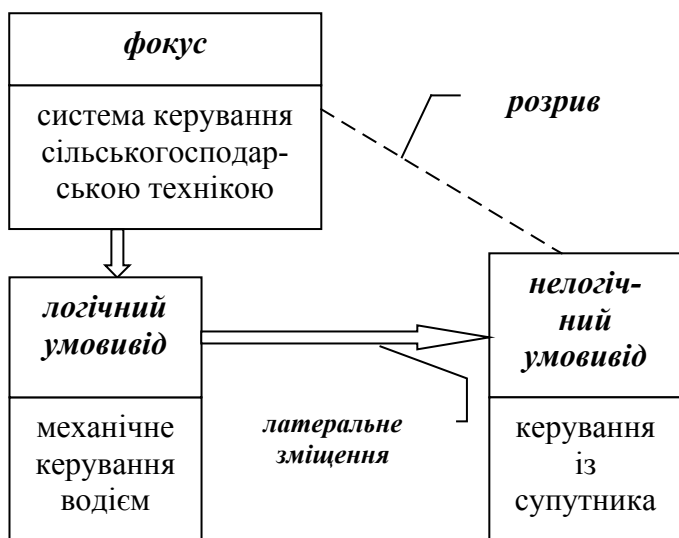 фокус
система керування
сільськогосподар-
ською технікою
розрив
логічний
умовивід
механічне
керування
водієм
латеральне
зміщення
нелогіч-
ний
умовивід
керування
із
супутника